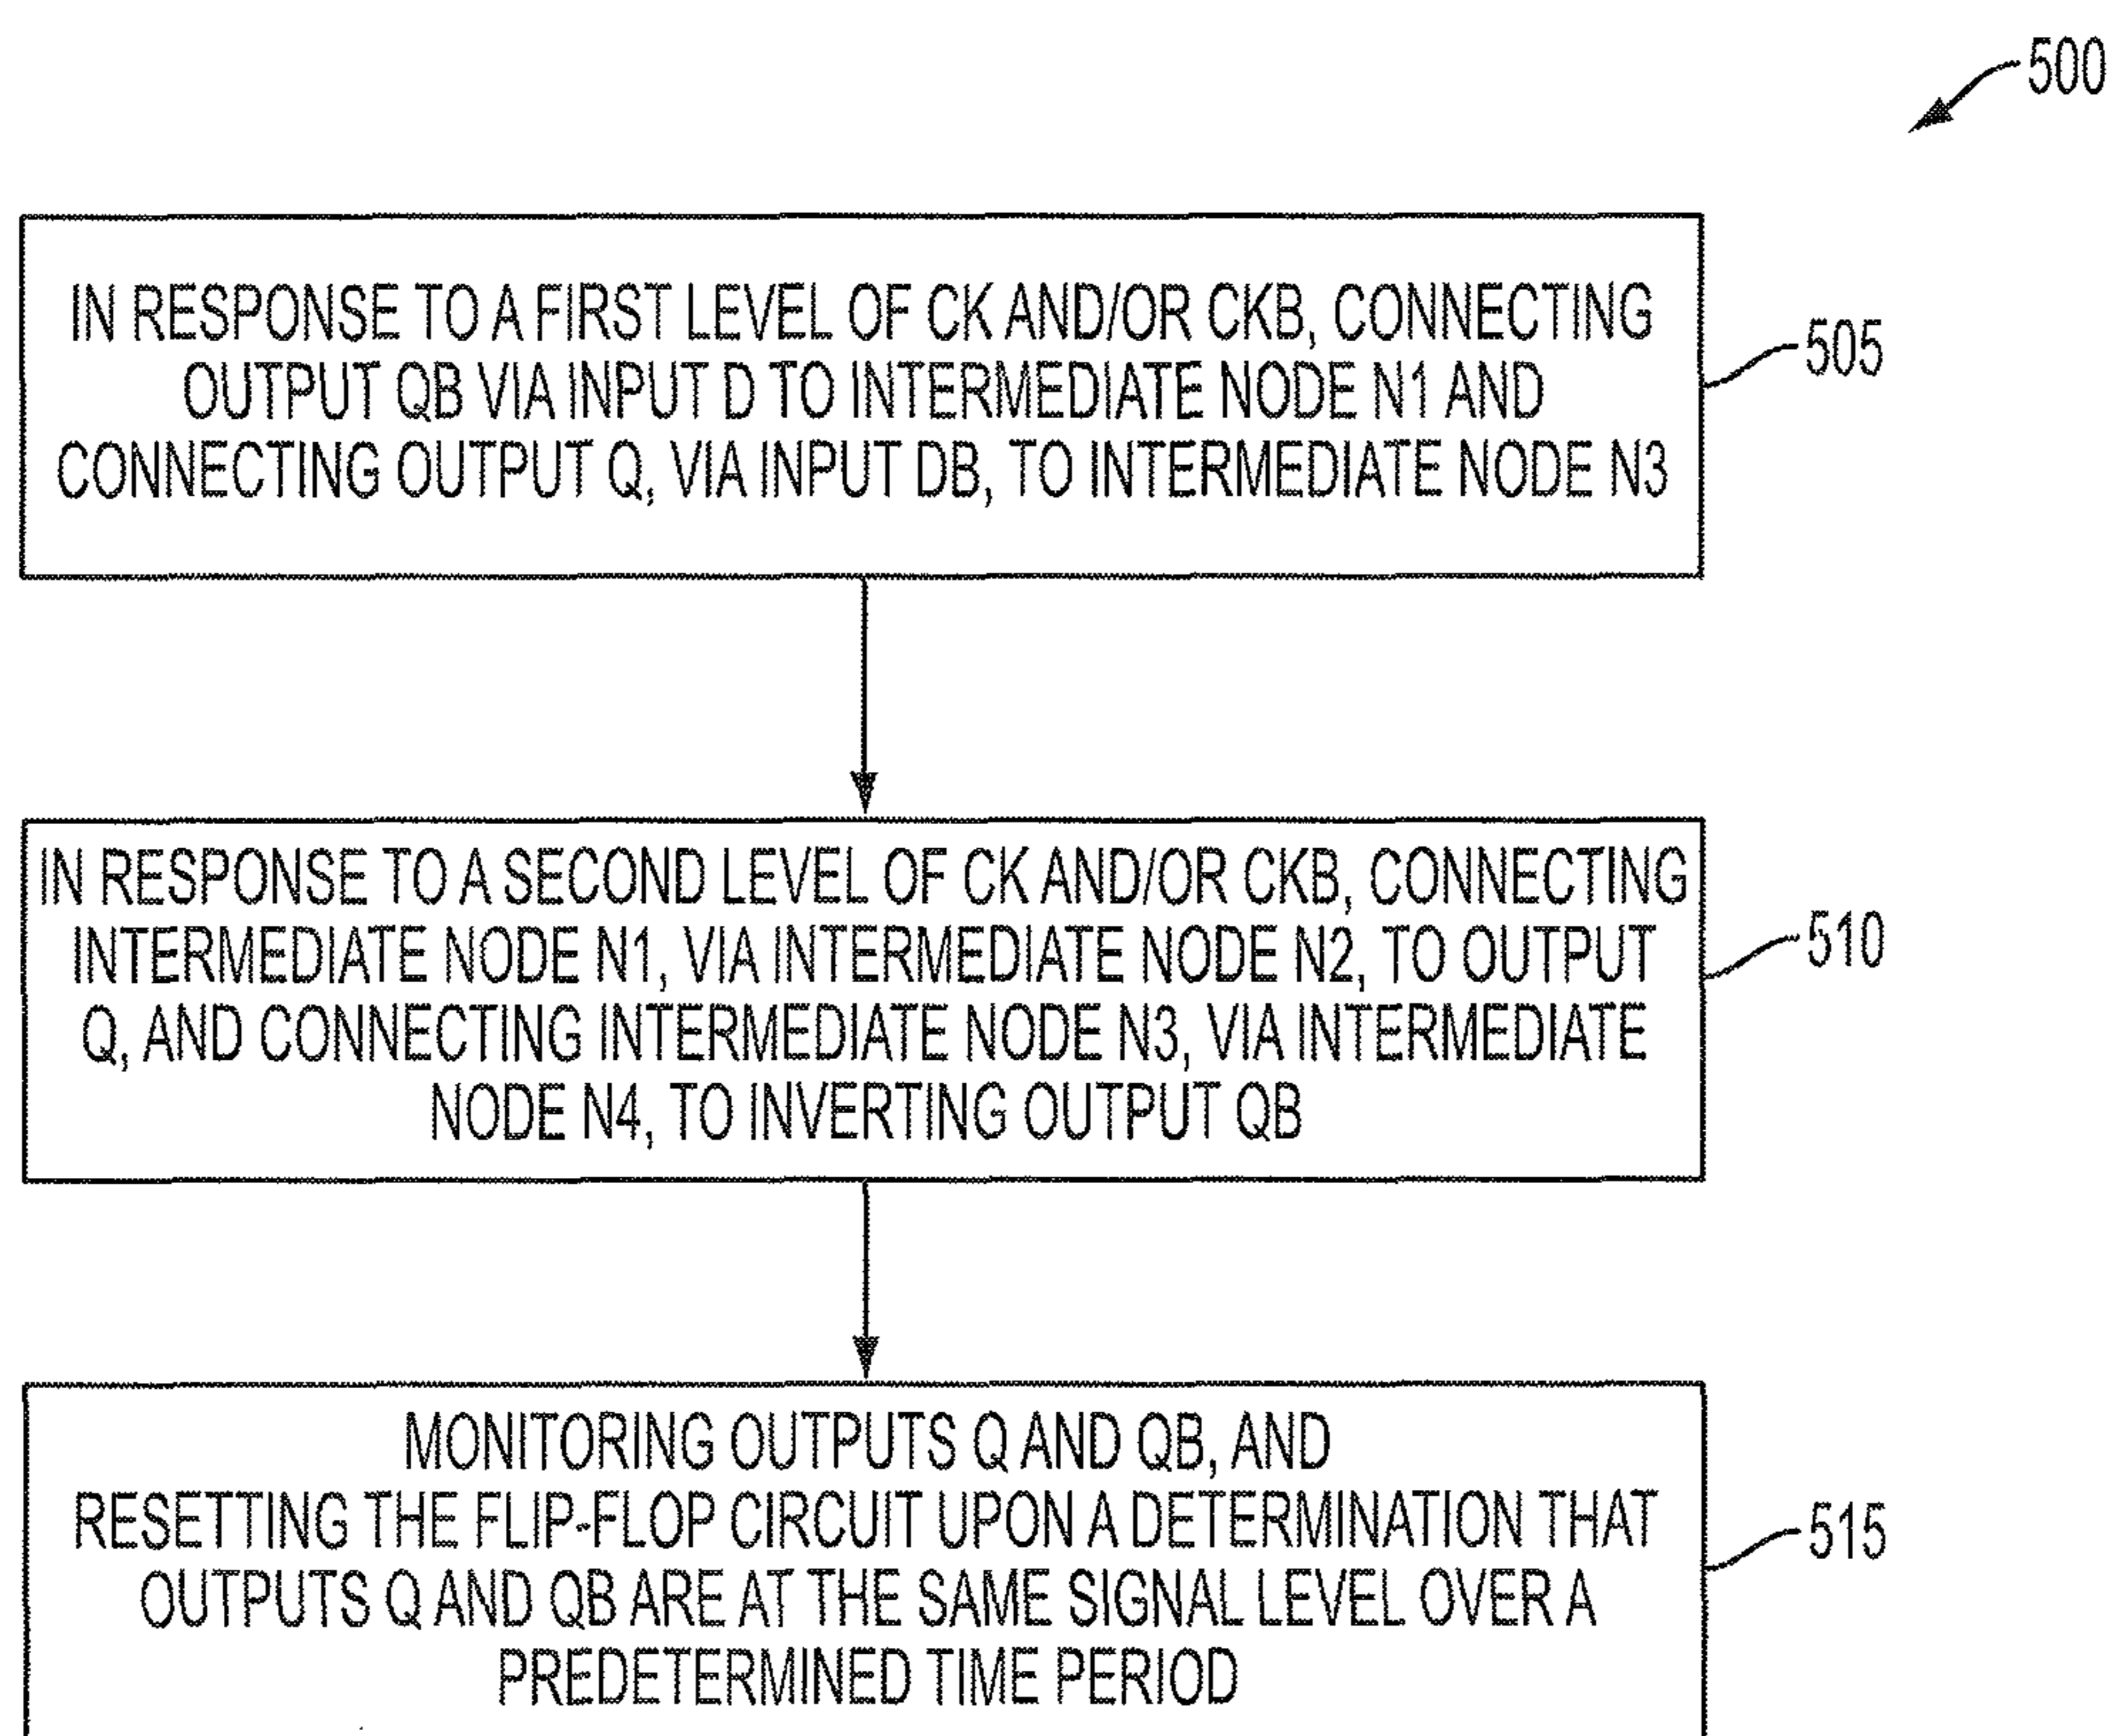 500
IN RESPONSE TO A FIRST LEVEL OF CK AND/OR CKB, CONNECTING
OUTPUT QB VIA INPUT D TO INTERMEDIATE NODE N1 AND
CONNECTING OUTPUT Q, VIA INPUT DB, TO INTERMEDIATE NODE N3
505
IN RESPONSE TO A SECOND LEVEL OF CK AND/OR CKB, CONNECTING
INTERMEDIATE NODE N1, VIA INTERMEDIATE NODE N2, TO OUTPUT
Q, AND CONNECTING INTERMEDIATE NODE N3, VIA INTERMEDIATE
NODE N4, TO INVERTING OUTPUT QB
510
MONITORING OUTPUTS Q AND QB, AND
RESETTING THE FLIP-FLOP CIRCUIT UPON A DETERMINATION THAT
OUTPUTS Q AND QB ARE AT THE SAME SIGNAL LEVEL OVER A
PREDETERMINED TIME PERIOD
515